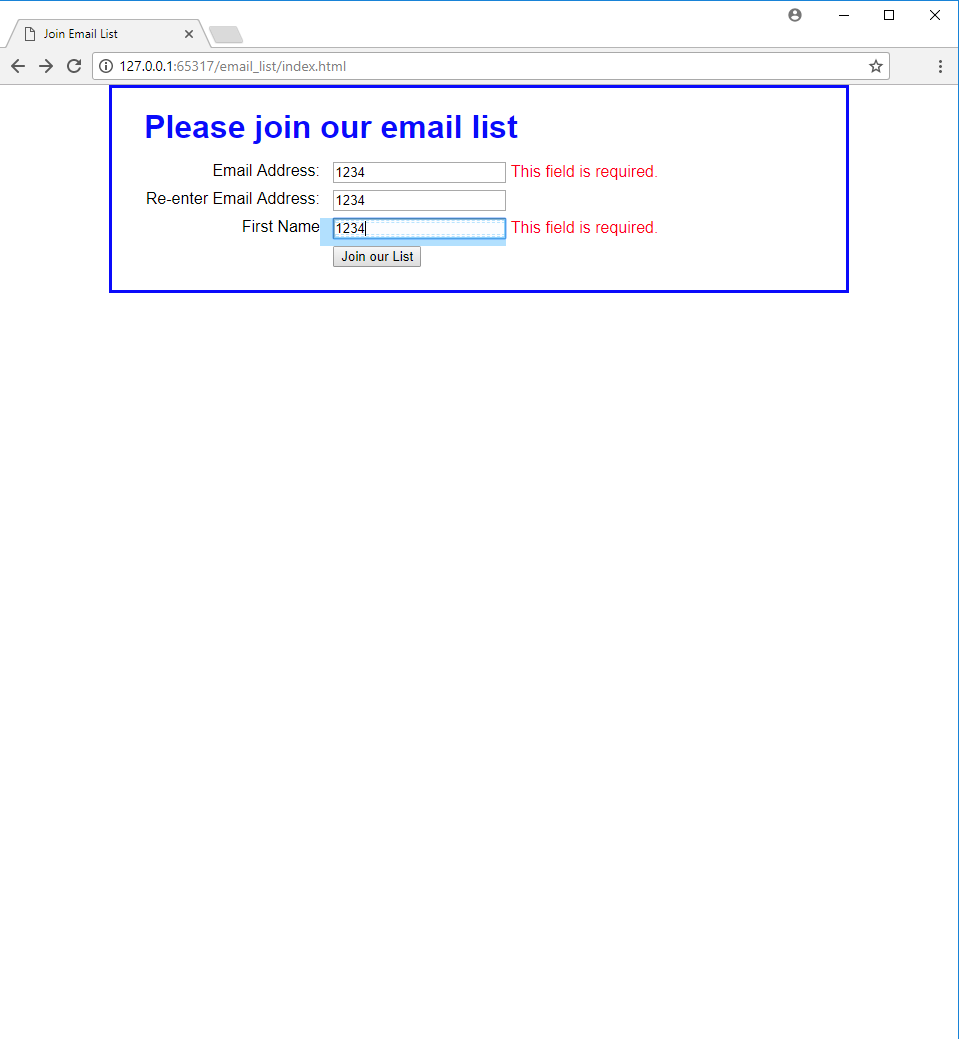 Join Email List
127.0.0.1:65317/email_list/index.html
Please join our email list
Email Address: 1234 This field is required.
Re-enter Email Address: 1234
First Name 1234 This field is required.
Join our List